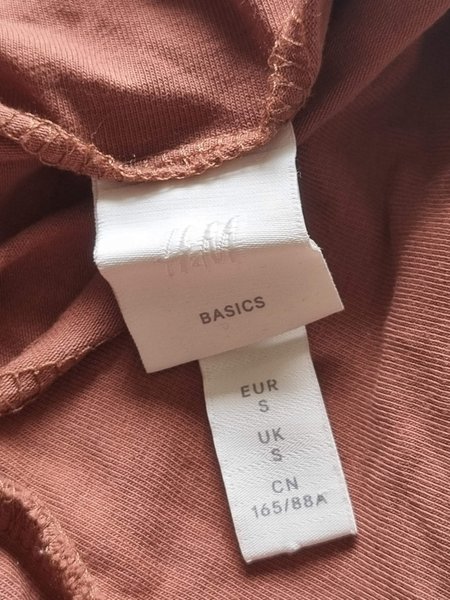 H&M
BASICS
EUR
S
UK
S
CN
165/88A